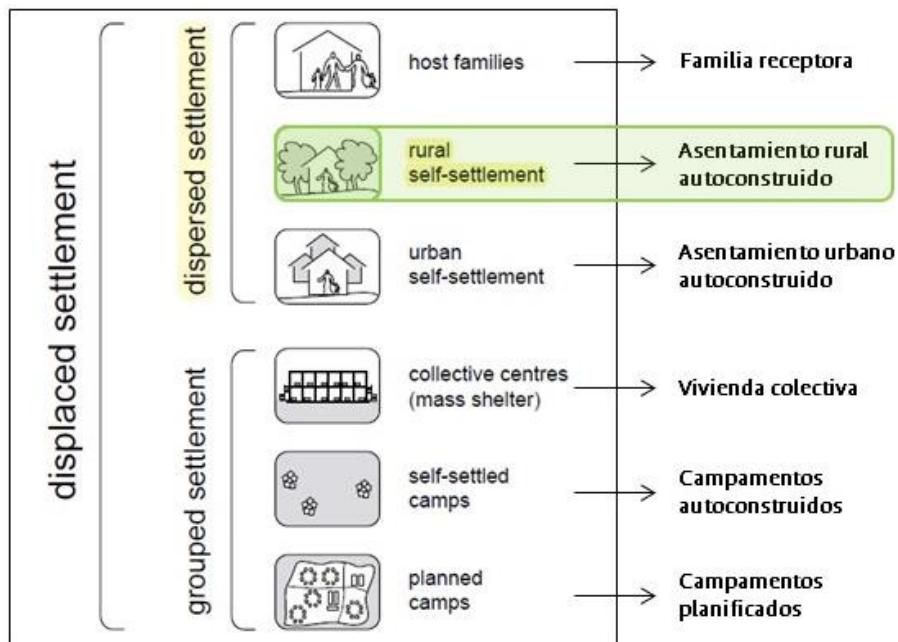 displaced settlement
dispersed settlement
host families
Familia receptora
rural
self-settlement
Asentamiento rural
autoconstruido
urban
self-settlement
Asentamiento urbano
autoconstruido
grouped settlement
collective centres
(mass shelter)
Vivienda colectiva
self-settled
camps
Campamentos
autoconstruidos
planned
camps
Campamentos
planificados